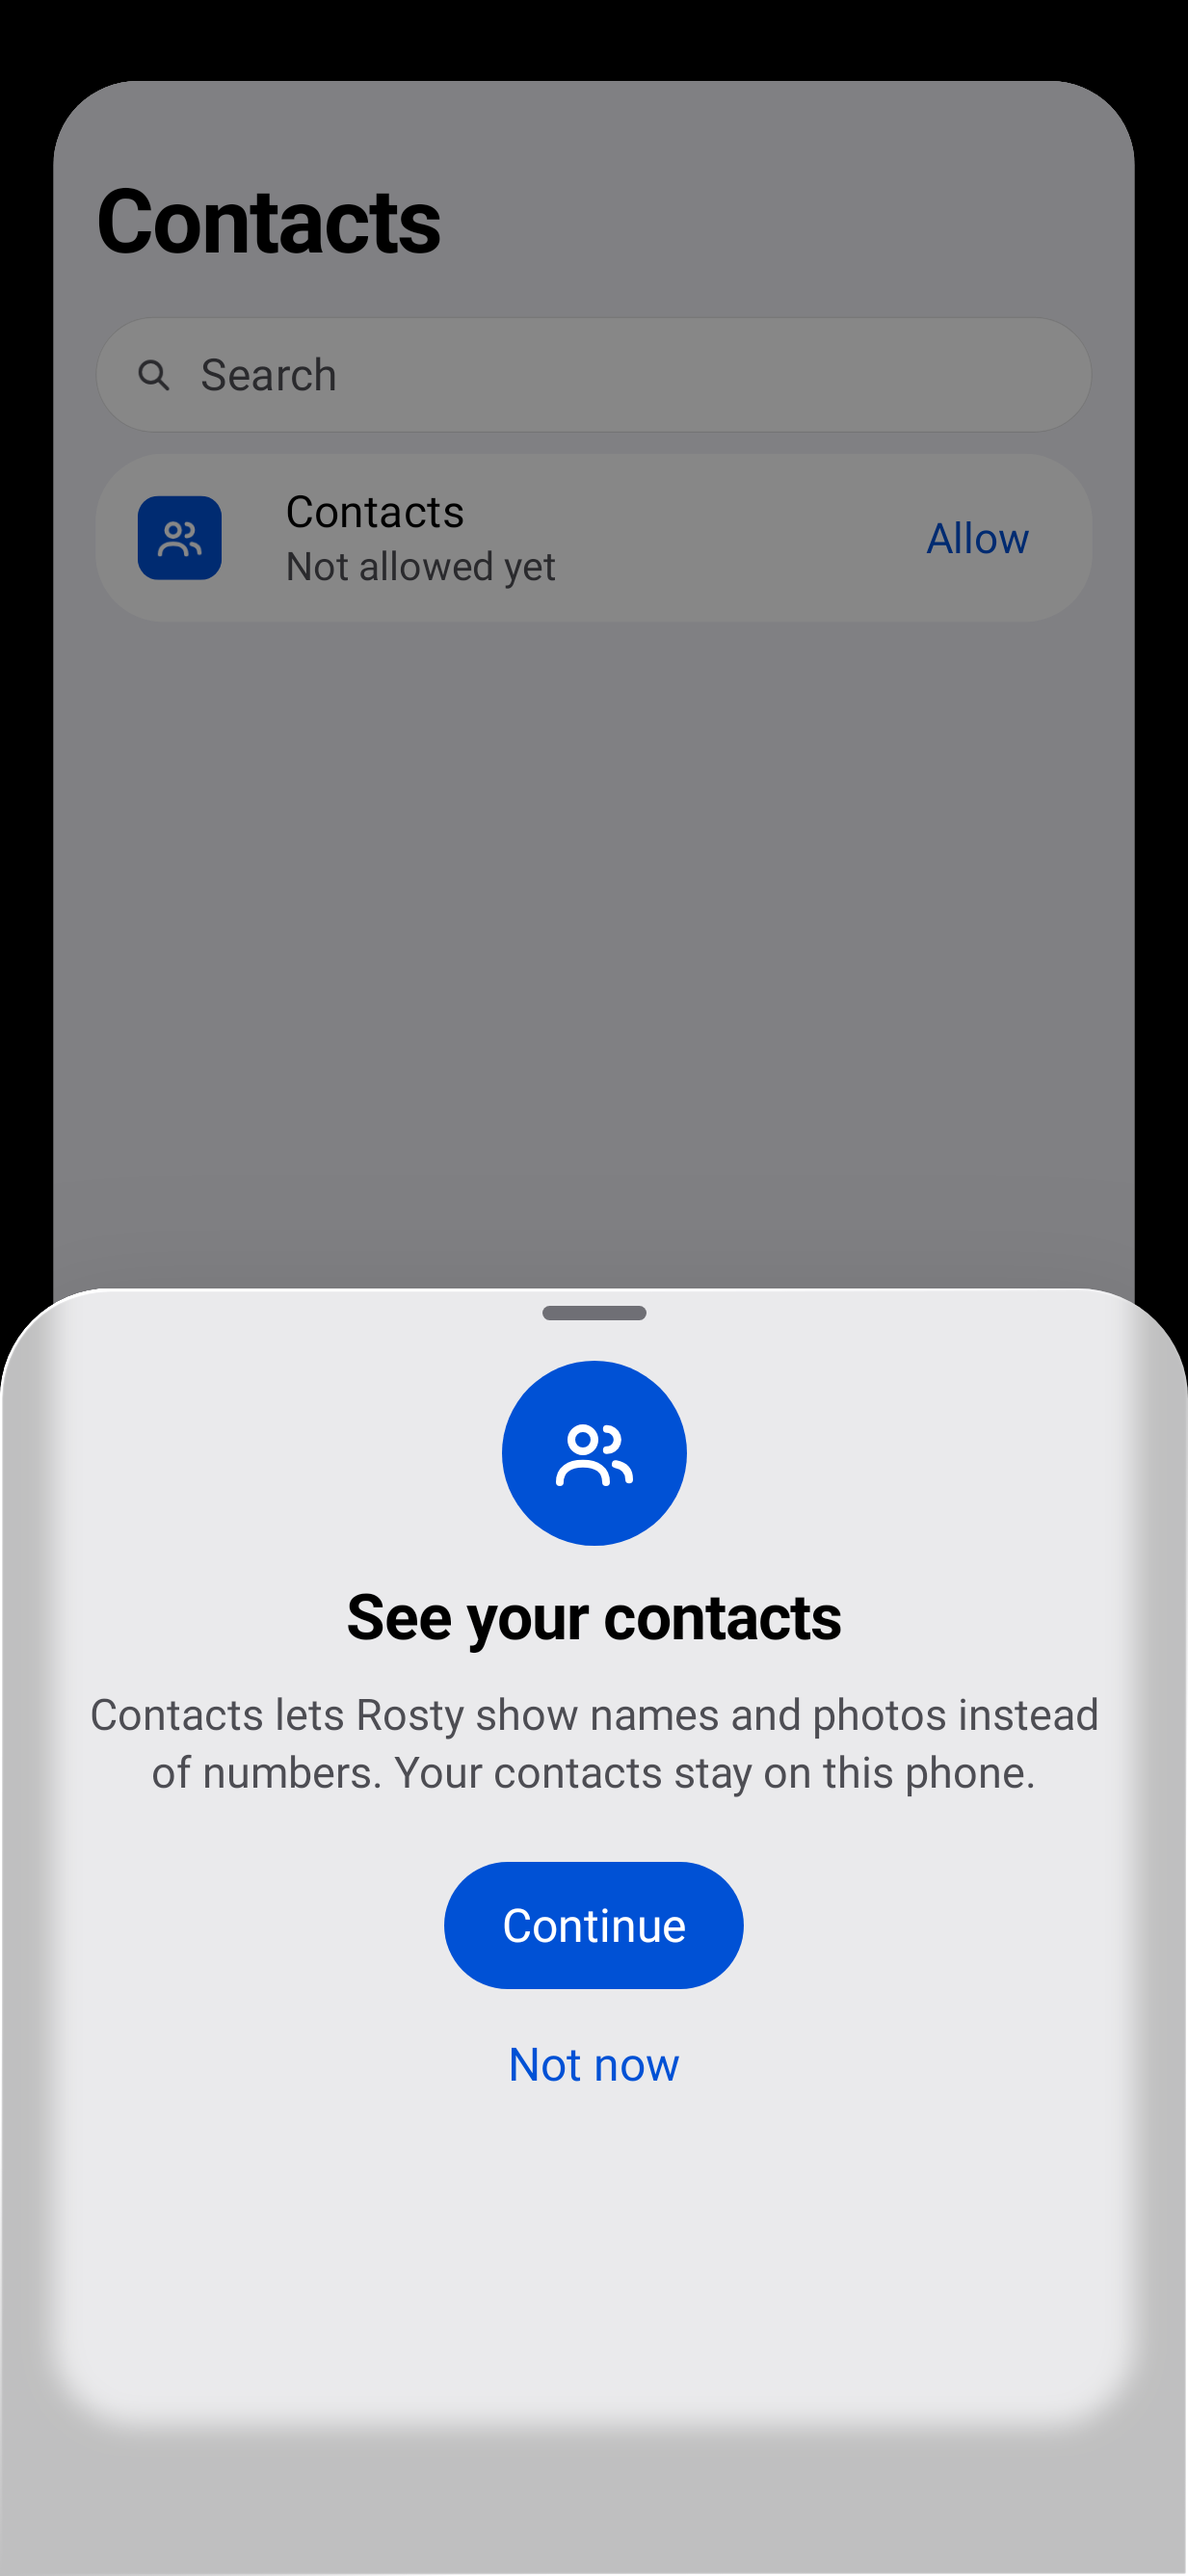 Contacts
Search
Contacts
Not allowed yet
Allow
See your contacts
Contacts lets Rosty show names and photos instead
of numbers. Your contacts stay on this phone.
Continue
Not now